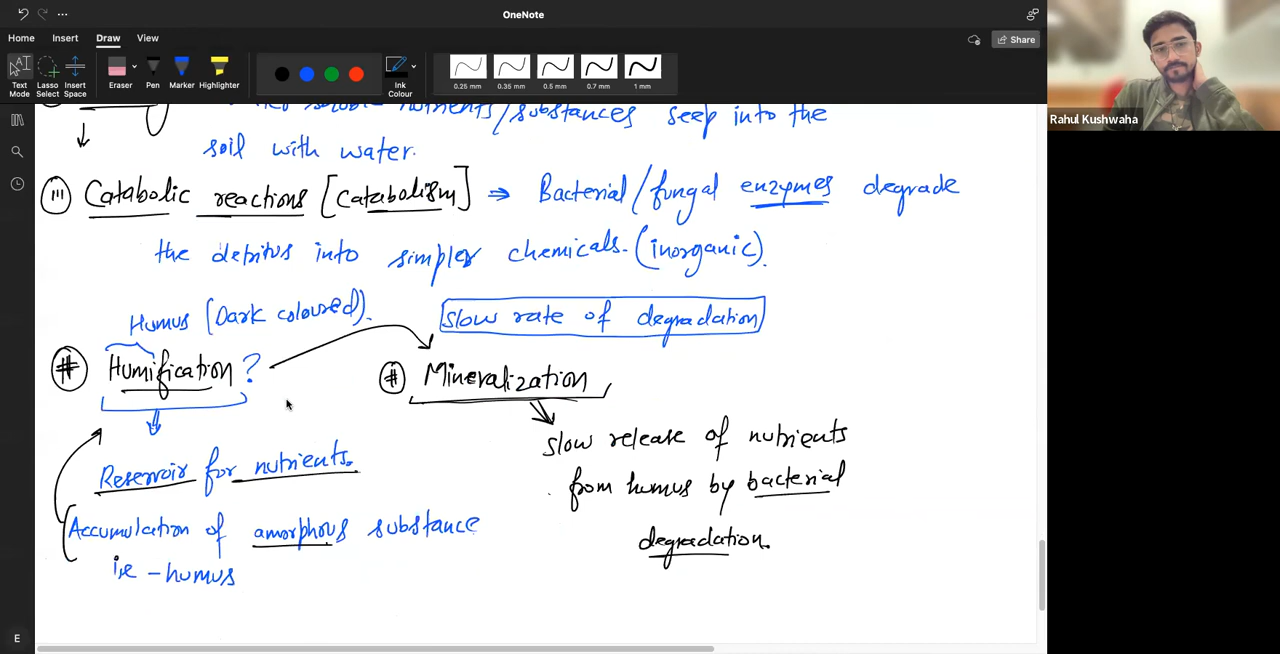 OneNote
Home Insert Draw View
Share
Text Mode
Lasso Select
Insert Space
Eraser
Pen
Marker
Highlighter
Ink Colour
0.25 mm
0.35 mm
0.5 mm
0.7 mm
1 mm
Rahul Kushwaha
nutrients/substances seep into the
soil with water.
(III) Catabolic reactions [Catabolism] ⇒ Bacterial/fungal enzymes degrade
the detritus into simpler chemicals. (inorganic).
Humus (Dark coloured). Slow rate of degradation
# Humification?
# Mineralization
Slow release of nutrients
from humus by bacterial
degradation.
Reservoir for nutrients.
Accumulation of amorphous substance
i.e - humus
E